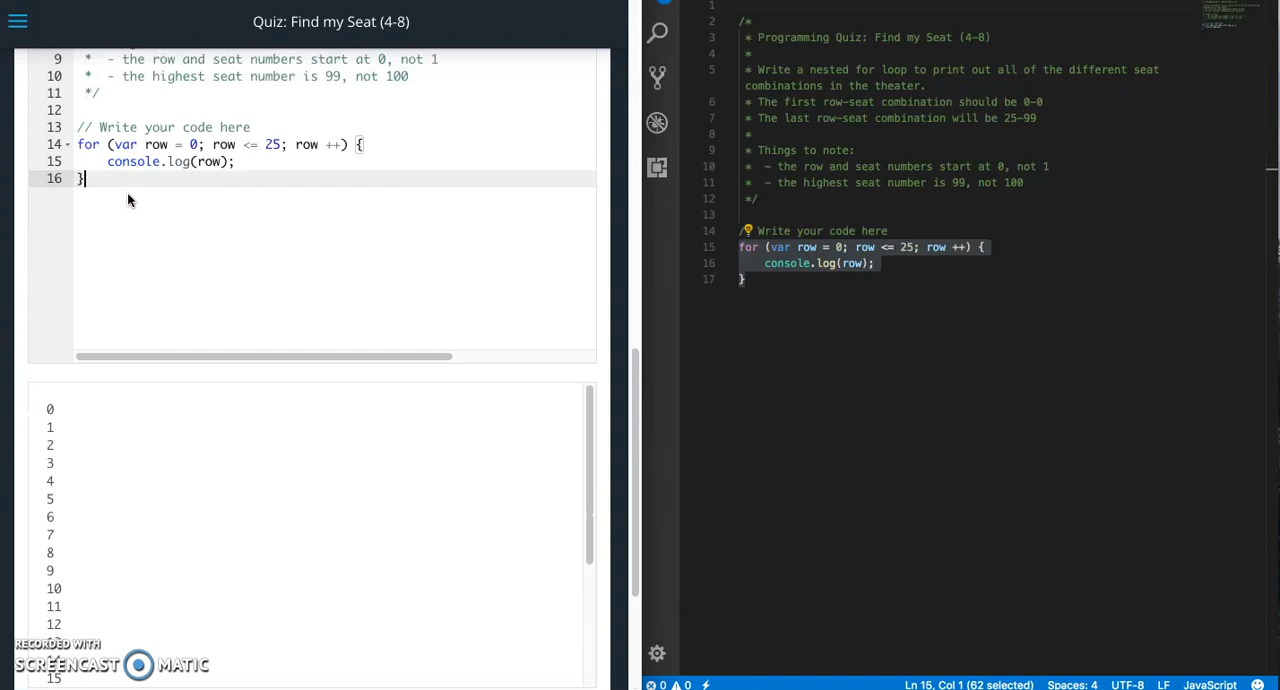 Quiz: Find my Seat (4-8)
9 * - the row and seat numbers start at 0, not 1
10 * - the highest seat number is 99, not 100
11 */
12
13 // Write your code here
14 for (var row = 0; row <= 25; row ++) {
15 console.log(row);
16 }
0
1
2
3
4
5
6
7
8
9
10
11
12
15
RECORDED WITH
SCREENCAST MATIC
1
2 /*
3 * Programming Quiz: Find my Seat (4-8)
4 *
5 * Write a nested for loop to print out all of the different seat
combinations in the theater.
6 * The first row-seat combination should be 0-0
7 * The last row-seat combination will be 25-99
8 *
9 * Things to note:
10 * - the row and seat numbers start at 0, not 1
11 * - the highest seat number is 99, not 100
12 */
13
14 / Write your code here
15 for (var row = 0; row <= 25; row ++) {
16 console.log(row);
17 }
0 0 Ln 15, Col 1 (62 selected) Spaces: 4 UTF-8 LF JavaScript